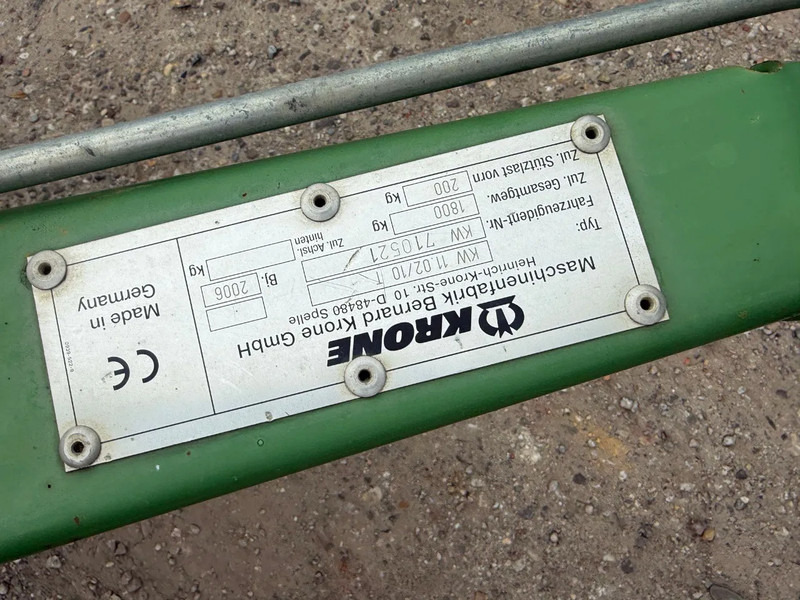 KRONE
Maschinenfabrik Bernard Krone GmbH
Heinrich-Krone-Str. 10 D-48480 Spelle
Typ: KW 11.02/10
Fahrzeugident-Nr. KW 710521
Zul. Gesamtgew. 1800 kg
Zul. Stützlast vorn 200 kg
Bj. 2006
Zul. Achsl. hinten kg
CE
Made in
Germany